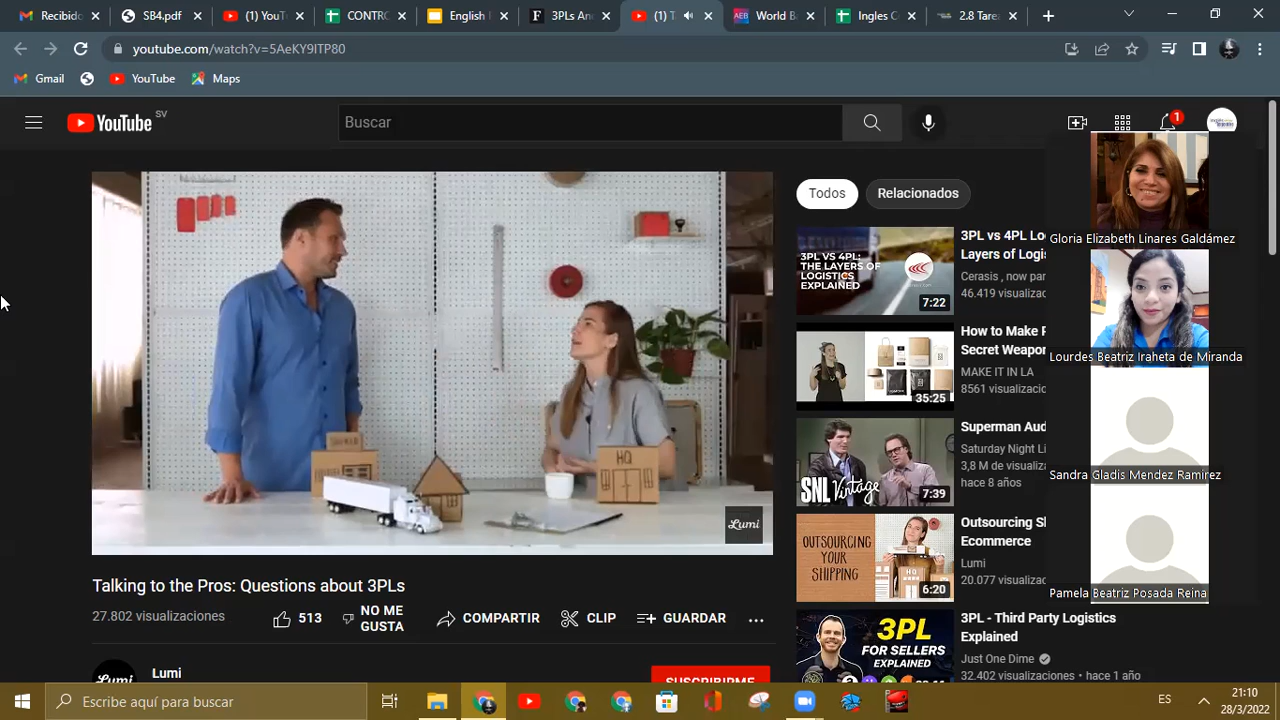 Recibido
SB4.pdf
(1) YouT
CONTRO
English I
3PLs An
(1) T
World B
Ingles C
2.8 Tarea
youtube.com/watch?v=5AeKY9ITP80
Gmail
YouTube
Maps
YouTube SV
Buscar
1
Todos
Relacionados
3PL VS 4PL:
THE LAYERS OF
LOGISTICS
EXPLAINED
7:22
3PL vs 4PL Lo
Layers of Logis
Cerasis , now par
46.419 visualizac
Gloria Elizabeth Linares Galdámez
How to Make P
Secret Weapon
MAKE IT IN LA
8561 visualizacio
35:25
Lourdes Beatriz Iraheta de Miranda
SNL Vintage
7:39
Superman Aud
Saturday Night Li
3,8 M de visualiza
hace 8 años
Sandra Gladis Mendez Ramirez
OUTSOURCING
YOUR
SHIPPING
HQ
6:20
Outsourcing Sh
Ecommerce
Lumi
20.077 visualizac
Pamela Beatriz Posada Reina
HQ
Lumi
Talking to the Pros: Questions about 3PLs
27.802 visualizaciones
513
NO ME
GUSTA
COMPARTIR
CLIP
GUARDAR
3PL
FOR SELLERS
EXPLAINED
3PL - Third Party Logistics
Explained
Just One Dime
32.402 visualizaciones • hace 1 año
Lumi
Lumi
SUSCRIBIRME
Escribe aquí para buscar
ES
21:10
28/3/2022